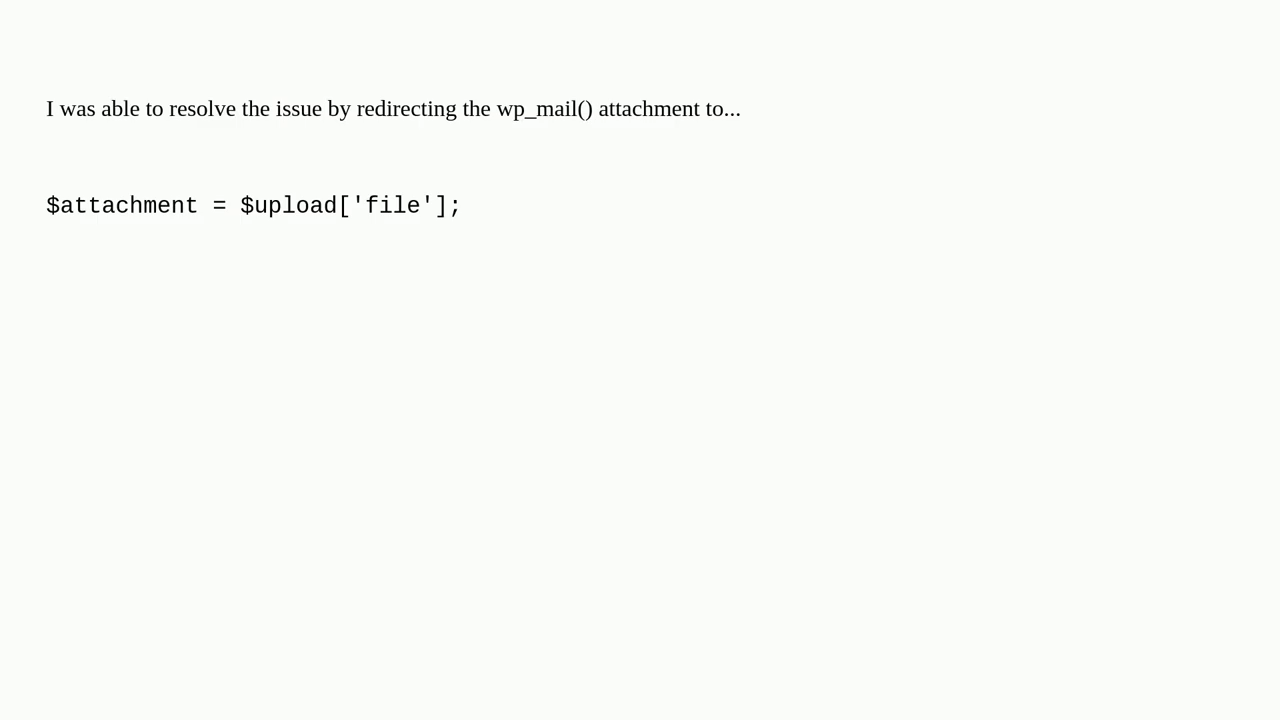 I was able to resolve the issue by redirecting the wp_mail() attachment to...
$attachment = $upload['file'];